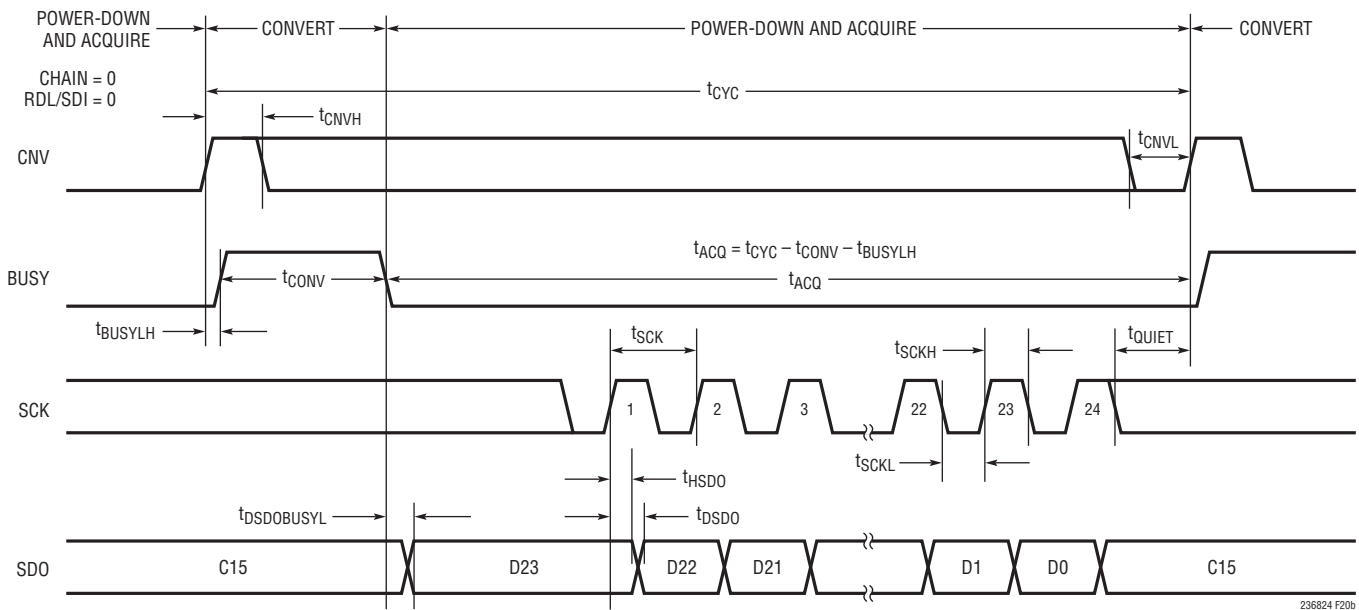 POWER-DOWN
AND ACQUIRE
CONVERT
POWER-DOWN AND ACQUIRE
CONVERT
CHAIN = 0
RDL/SDI = 0
tCYC
tCNVH
tCNVL
CNV
tACQ = tCYC – tCONV – tBUSYLH
BUSY
tCONV
tACQ
tBUSYLH
tSCK
tSCKH
tQUIET
SCK
1
2
3
22
23
24
tSCKL
tHSDO
tDSDOBUSYL
tDSDO
SDO
C15
D23
D22
D21
D1
D0
C15
236824 F20b